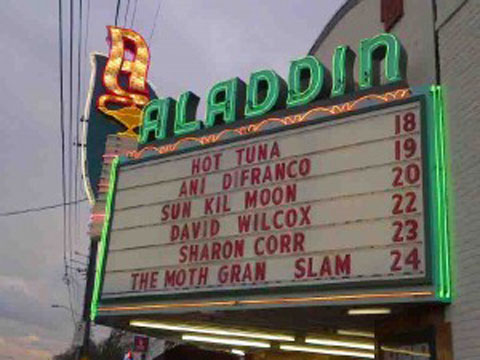 A
ALADDIN
HOT TUNA 18
ANI DIFRANCO 19
SUN KIL MOON 20
DAVID WILCOX 22
SHARON CORR 23
THE MOTH GRAN SLAM 24